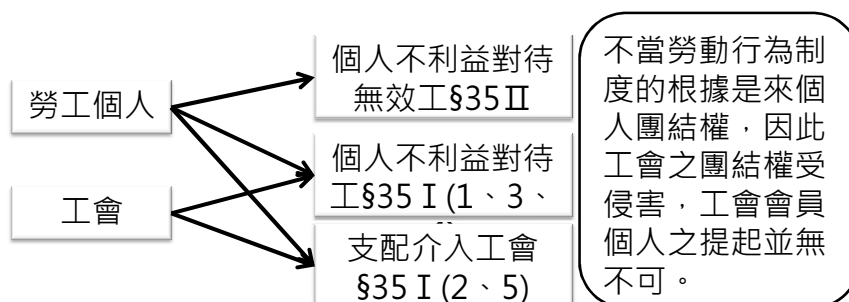 勞工個人
工會
個人不利益對待
無效工§35Ⅱ
個人不利益對待
工§35Ⅰ(1、3、
支配介入工會
§35Ⅰ(2、5)
不當勞動行為制
度的根據是來個
人團結權，因此
工會之團結權受
侵害，工會會員
個人之提起並無
不可。